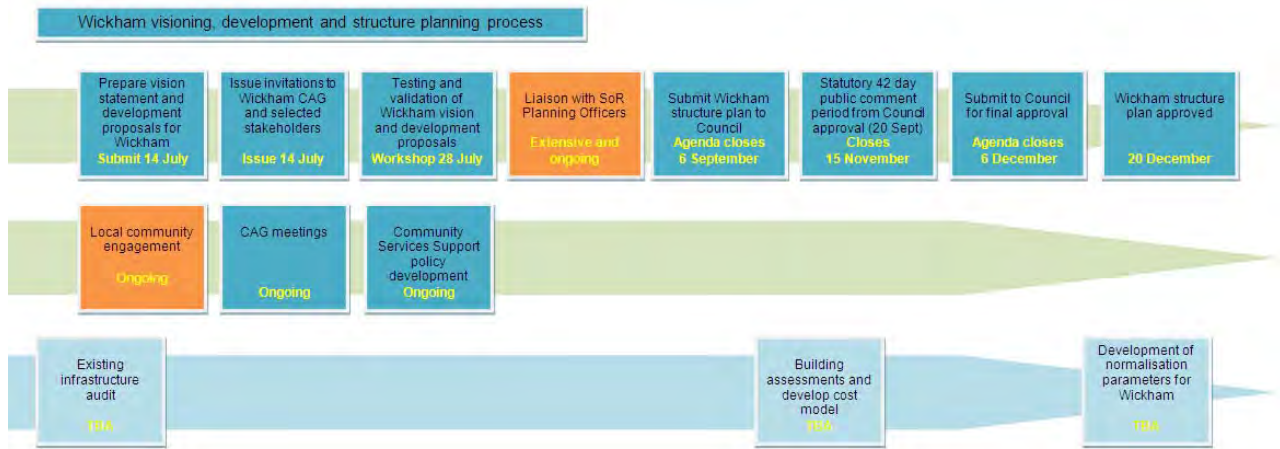 Wickham visioning, development and structure planning process
Prepare vision
statement and
development
proposals for
Wickham
Submit 14 July
Issue invitations to
Wickham CAG
and selected
stakeholders
Issue 14 July
Testing and
validation of
Wickham vision
and development
proposals
Workshop 28 July
Liaison with SoR
Planning Officers
Extensive and
ongoing
Submit Wickham
structure plan to
Council
Agenda closes
6 September
Statutory 42 day
public comment
period from Council
approval (20 Sept)
Closes
15 November
Submit to Council
for final approval
Agenda closes
6 December
Wickham structure
plan approved
20 December
Local community
engagement
Ongoing
CAG meetings
Ongoing
Community
Services Support
policy
development
Ongoing
Existing
infrastructure
audit
TBA
Building
assessments and
develop cost
model
TBA
Development of
normalisation
parameters for
Wickham
TBA